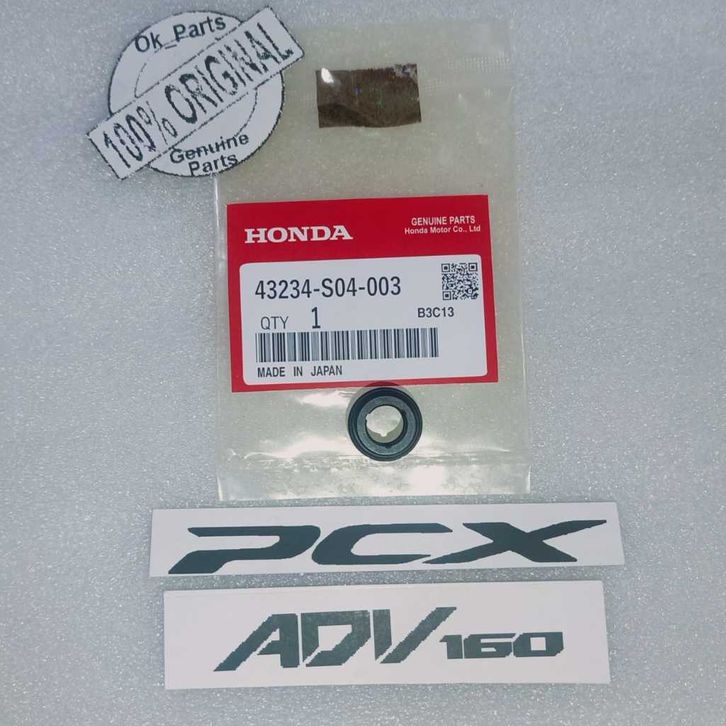 Ok_Parts
100% ORIGINAL
Genuine
Parts
HONDA
GENUINE PARTS
Honda Motor Co., Ltd
43234-S04-003
QTY 1
B3C13
MADE IN JAPAN
PCX
ADV160